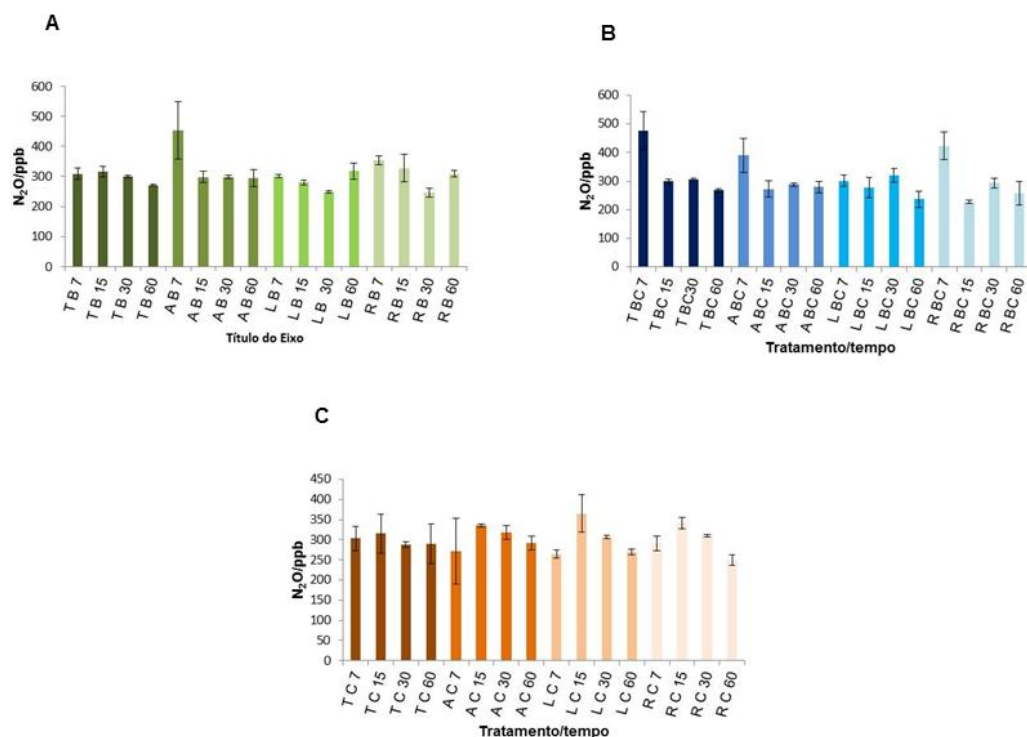 A
N₂O/ppb
600
500
400
300
200
100
0
T B 7
T B 15
T B 30
T B 60
A B 7
A B 15
A B 30
A B 60
L B 7
L B 15
L B 30
L B 60
R B 7
R B 15
R B 30
R B 60
Título do Eixo
B
N₂O/ppb
600
500
400
300
200
100
0
T BC 7
T BC 15
T BC30
T BC60
A BC 7
A BC 15
A BC 30
A BC 60
L BC 7
L BC 15
L BC 30
L BC 60
R BC 7
R BC 15
R BC 30
R BC 60
Tratamento/tempo
C
N₂O/ppb
450
400
350
300
250
200
150
100
50
0
T C 7
T C 15
T C 30
T C 60
A C 7
A C 15
A C 30
A C 60
L C 7
L C 15
L C 30
L C 60
R C 7
R C 15
R C 30
R C 60
Tratamento/tempo